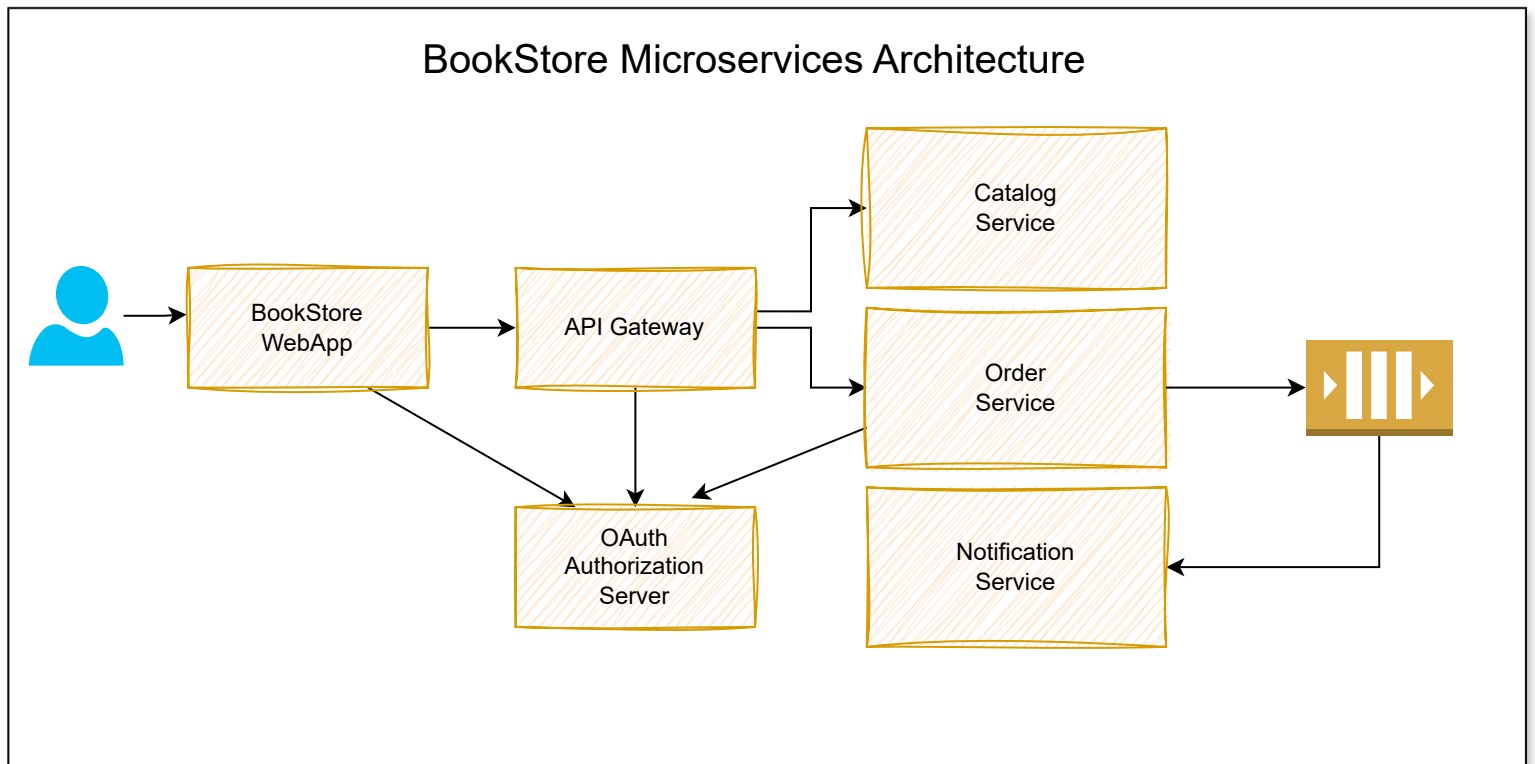 BookStore Microservices Architecture
Catalog
Service
BookStore
WebApp
API Gateway
Order
Service
OAuth
Authorization
Server
Notification
Service